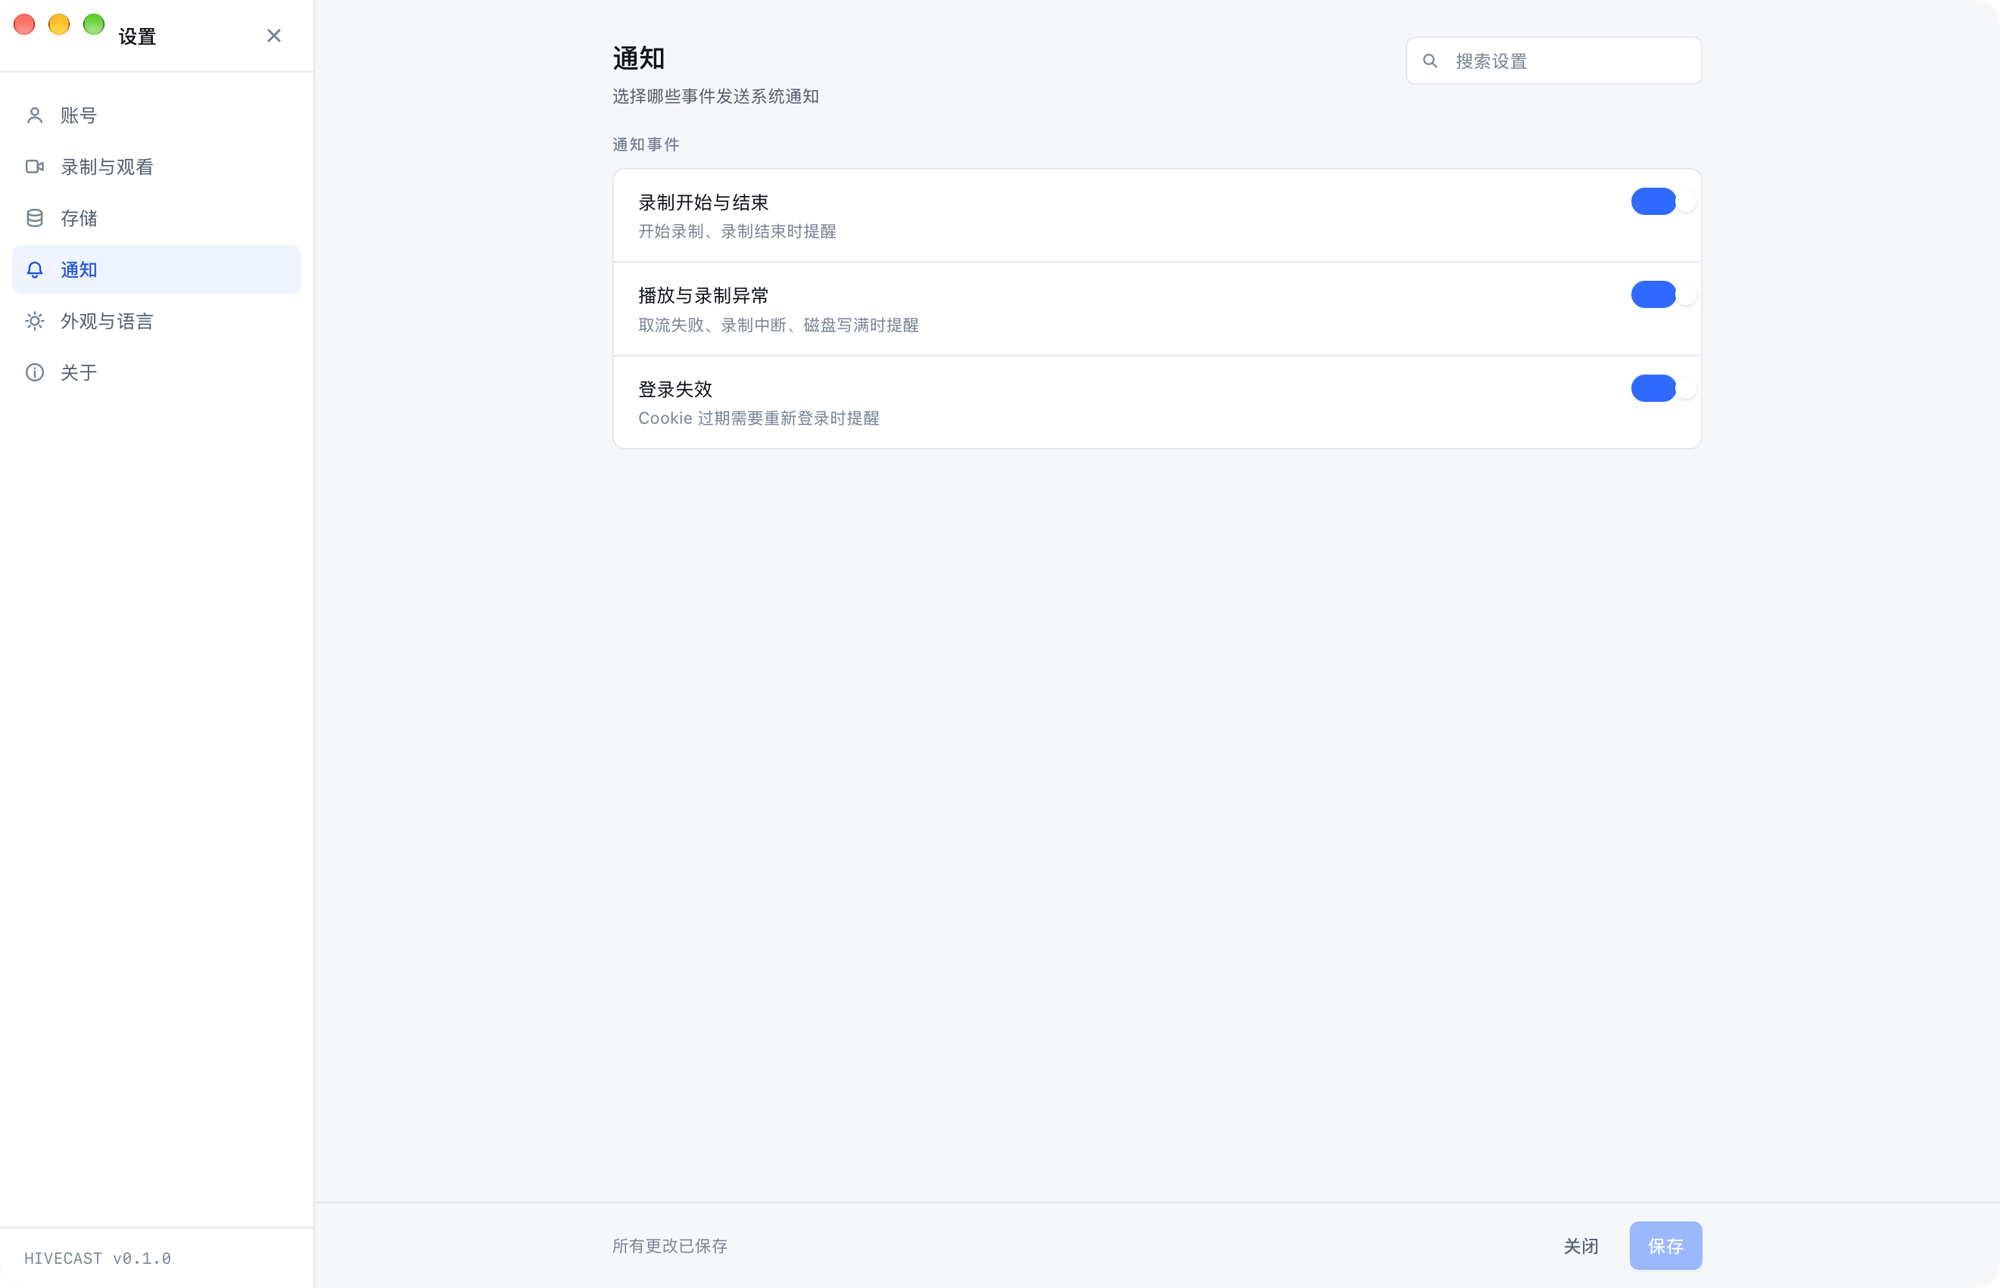 设置
账号
录制与观看
存储
通知
外观与语言
关于
HIVECAST v0.1.0
通知
选择哪些事件发送系统通知
搜索设置
通知事件
录制开始与结束
开始录制、录制结束时提醒
播放与录制异常
取流失败、录制中断、磁盘写满时提醒
登录失效
Cookie 过期需要重新登录时提醒
所有更改已保存
关闭
保存